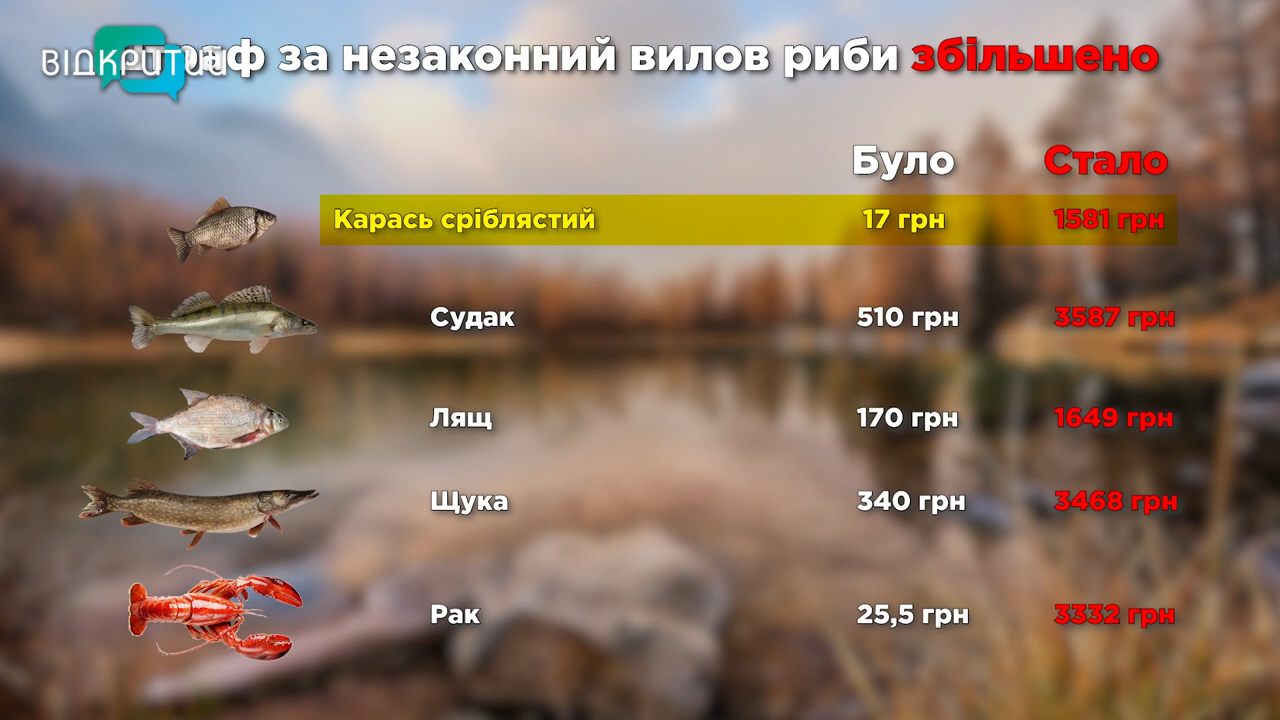 ВІДКРИТИЙ
за незаконний вилов риби збільшено
Було Стало
Карась сріблястий 17 грн 1581 грн
Судак 510 грн 3587 грн
Лящ 170 грн 1649 грн
Щука 340 грн 3468 грн
Рак 25,5 грн 3332 грн